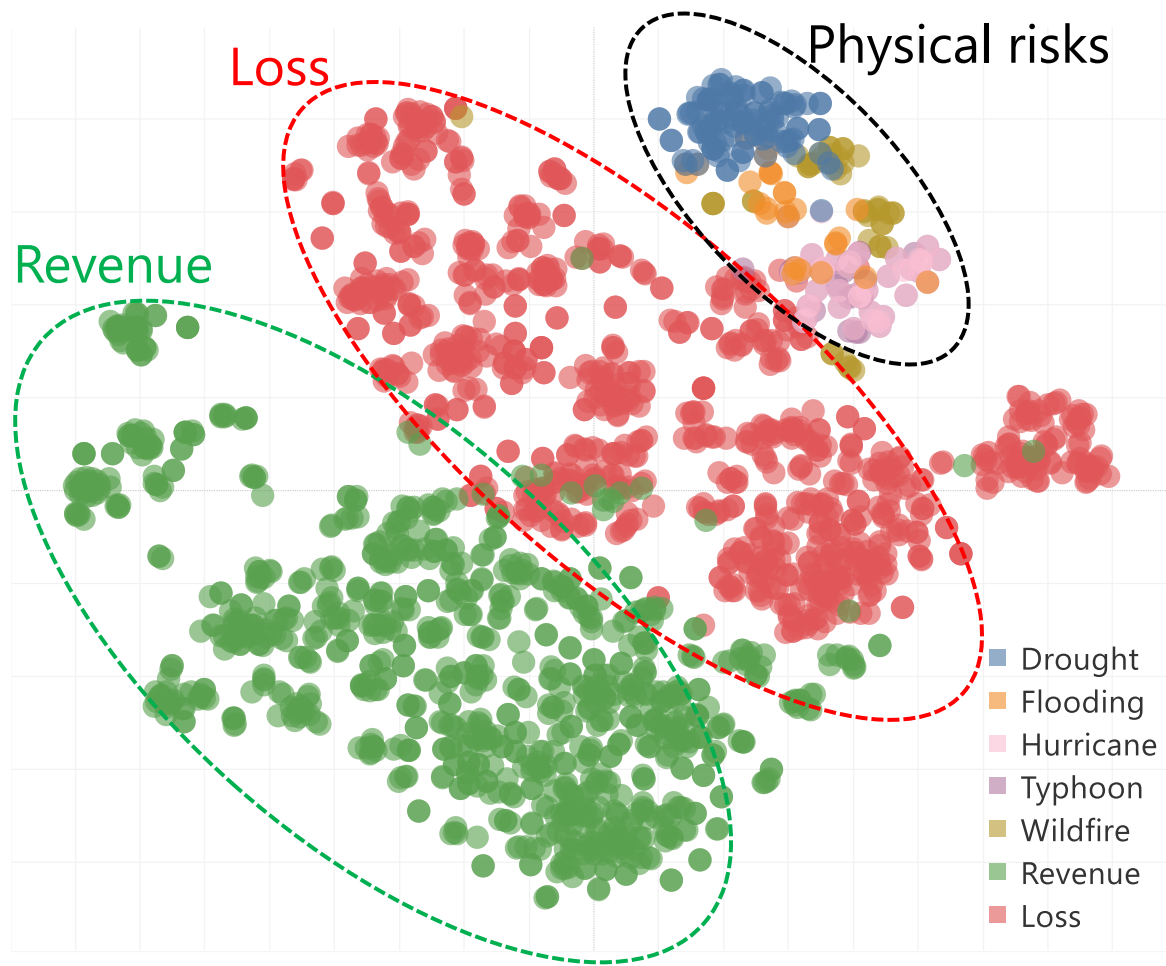 Physical risks
Loss
Revenue
Drought
Flooding
Hurricane
Typhoon
Wildfire
Revenue
Loss